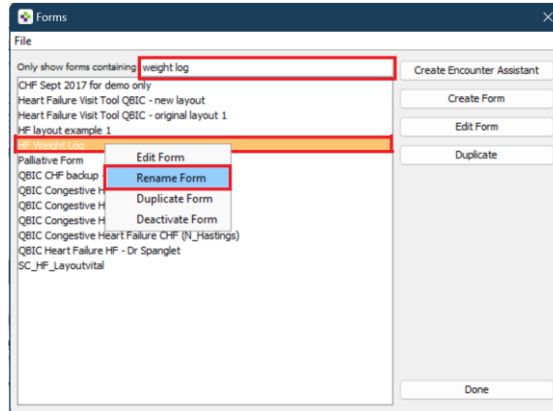 Forms
File
Only show forms containing weight log
CHF Sept 2017 for demo only
Heart Failure Visit Tool QBIC - new layout
Heart Failure Visit Tool QBIC - original layout 1
HF layout example 1
HF Weight Log
Palliative Form
QBIC CHF backup -
QBIC Congestive H
QBIC Congestive H
QBIC Congestive H
QBIC Congestive Heart Failure CHF (N_Hastings)
QBIC Heart Failure HF - Dr Spanglet
SC_HF_Layoutvital
Edit Form
Rename Form
Duplicate Form
Deactivate Form
Create Encounter Assistant
Create Form
Edit Form
Duplicate
Done